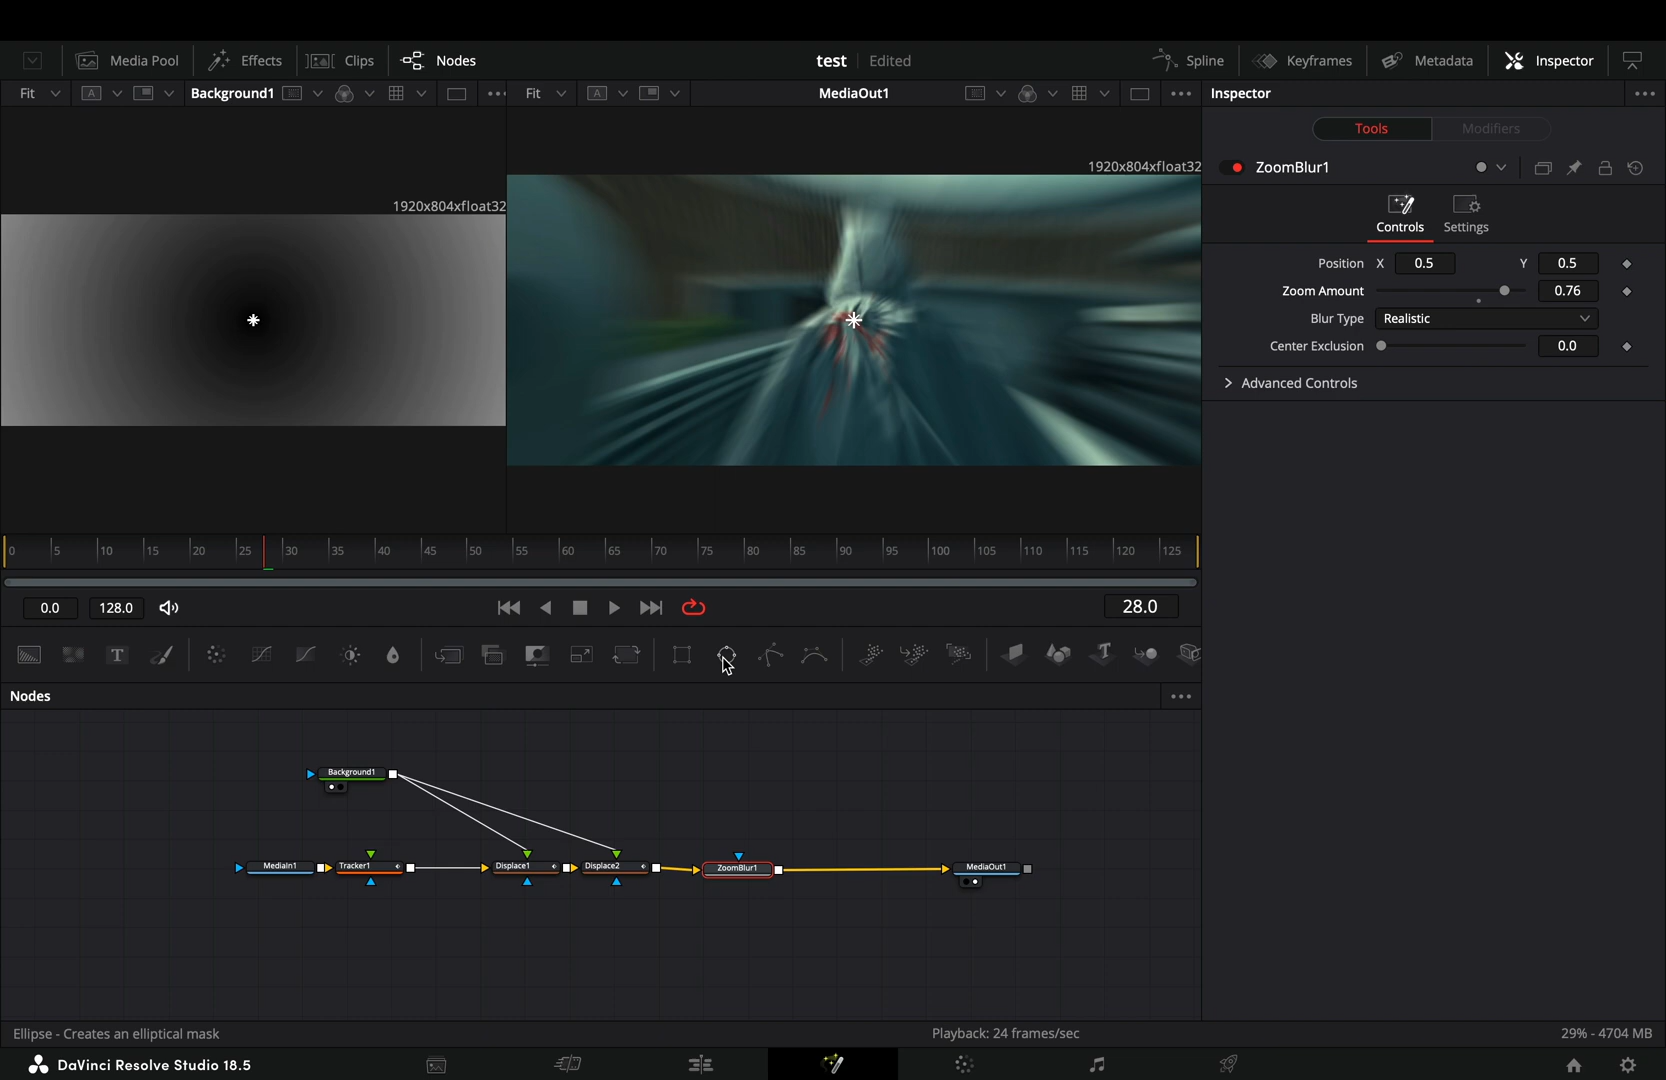 Media Pool
Effects
Clips
Nodes
test
Edited
Spline
Keyframes
Metadata
Inspector
Fit
A
Background1
Fit
A
MediaOut1
Inspector
Tools
Modifiers
1920x804xfloat32
1920x804xfloat32
ZoomBlur1
Controls
Settings
Position X 0.5 Y 0.5
Zoom Amount 0.76
Blur Type Realistic
Center Exclusion 0.0
Advanced Controls
0 5 10 15 20 25 30 35 40 45 50 55 60 65 70 75 80 85 90 95 100 105 110 115 120 125
0.0 128.0 28.0
T T
Nodes
Background1
MediaIn1
Tracker1
Displace1
Displace2
ZoomBlur1
MediaOut1
Ellipse - Creates an elliptical mask
Playback: 24 frames/sec
29% - 4704 MB
DaVinci Resolve Studio 18.5